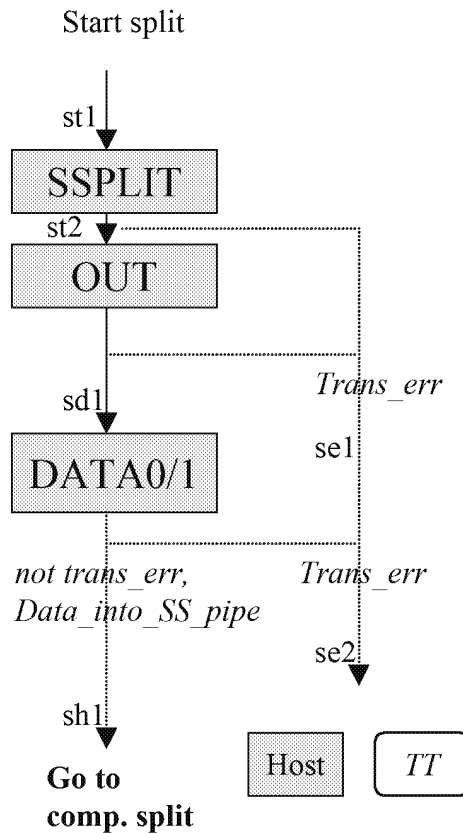 Start split
st1
SSPLIT
st2
OUT
Trans_err
sd1
se1
DATA0/1
not trans_err,
Data_into_SS_pipe
Trans_err
se2
sh1
Go to
comp. split
Host
TT